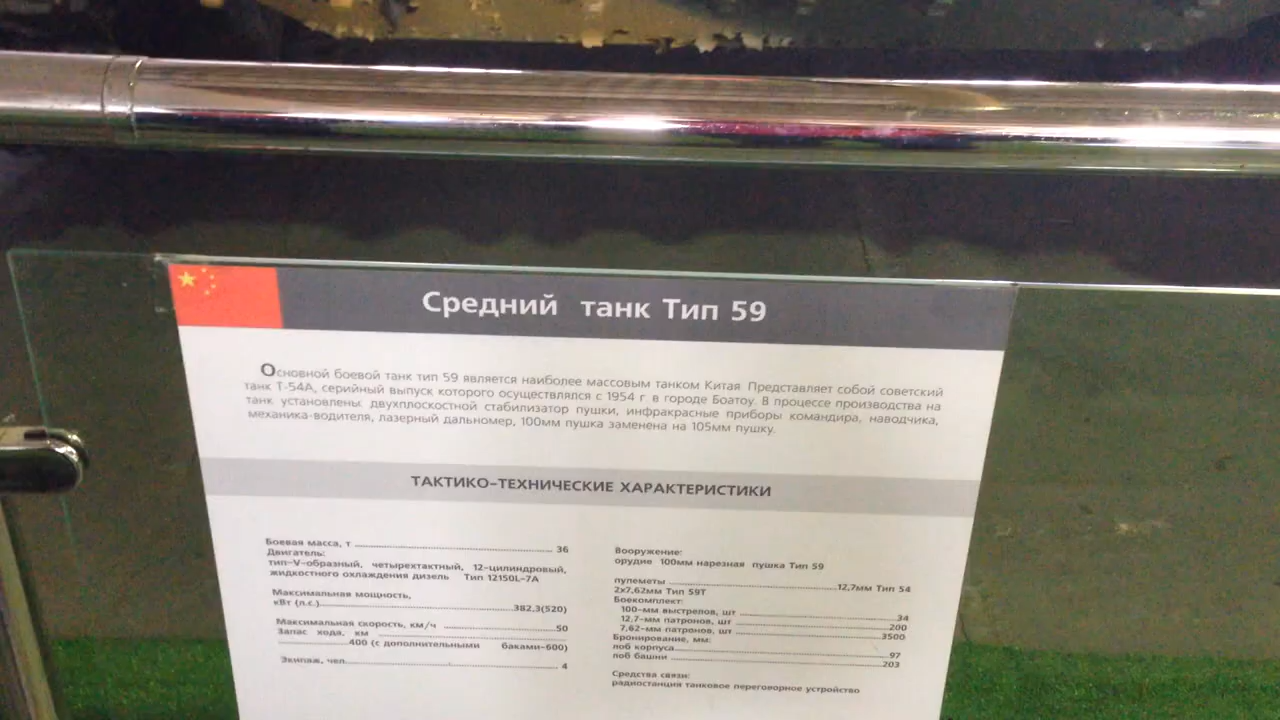 Средний танк Тип 59
Основной боевой танк тип 59 является наиболее массовым танком Китая. Представляет собой советский
танк Т-54А, серийный выпуск которого осуществлялся с 1954 г. в городе Боатоу. В процессе производства на
танк установлены: двухплоскостной стабилизатор пушки, инфракрасные приборы командира, наводчика,
механика-водителя, лазерный дальномер, 100мм пушка заменена на 105мм пушку.
ТАКТИКО-ТЕХНИЧЕСКИЕ ХАРАКТЕРИСТИКИ
Боевая масса, т 36
Двигатель:
тип-V-образный, четырехтактный, 12-цилиндровый,
жидкостного охлаждения дизель Тип 12150L-7A
Максимальная мощность,
кВт (л.с.) 382,3(520)
Максимальная скорость, км/ч 50
Запас хода, км
400 (с дополнительными баками-600)
Экипаж, чел 4
Вооружение:
орудие 100мм нарезная пушка Тип 59
пулеметы 12,7мм Тип 54
2х7,62мм Тип 59Т
Боекомплект:
100-мм выстрелов, шт 34
12,7-мм патронов, шт 200
7,62-мм патронов, шт 3500
Бронирование, мм:
лоб корпуса 97
лоб башни 203
Средства связи:
радиостанция танковое переговорное устройство